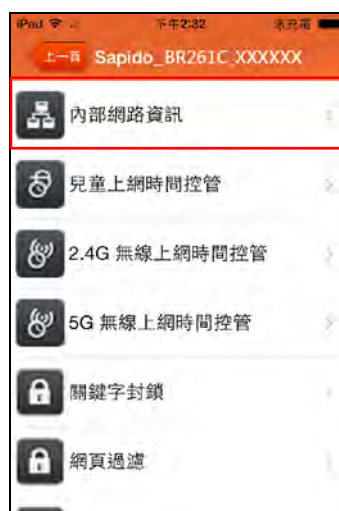 iPad 下午2:32 未充電
上一頁 Sapido_BR261C_XXXXXX
內部網路資訊
兒童上網時間控管
2.4G 無線上網時間控管
5G 無線上網時間控管
關鍵字封鎖
網頁過濾